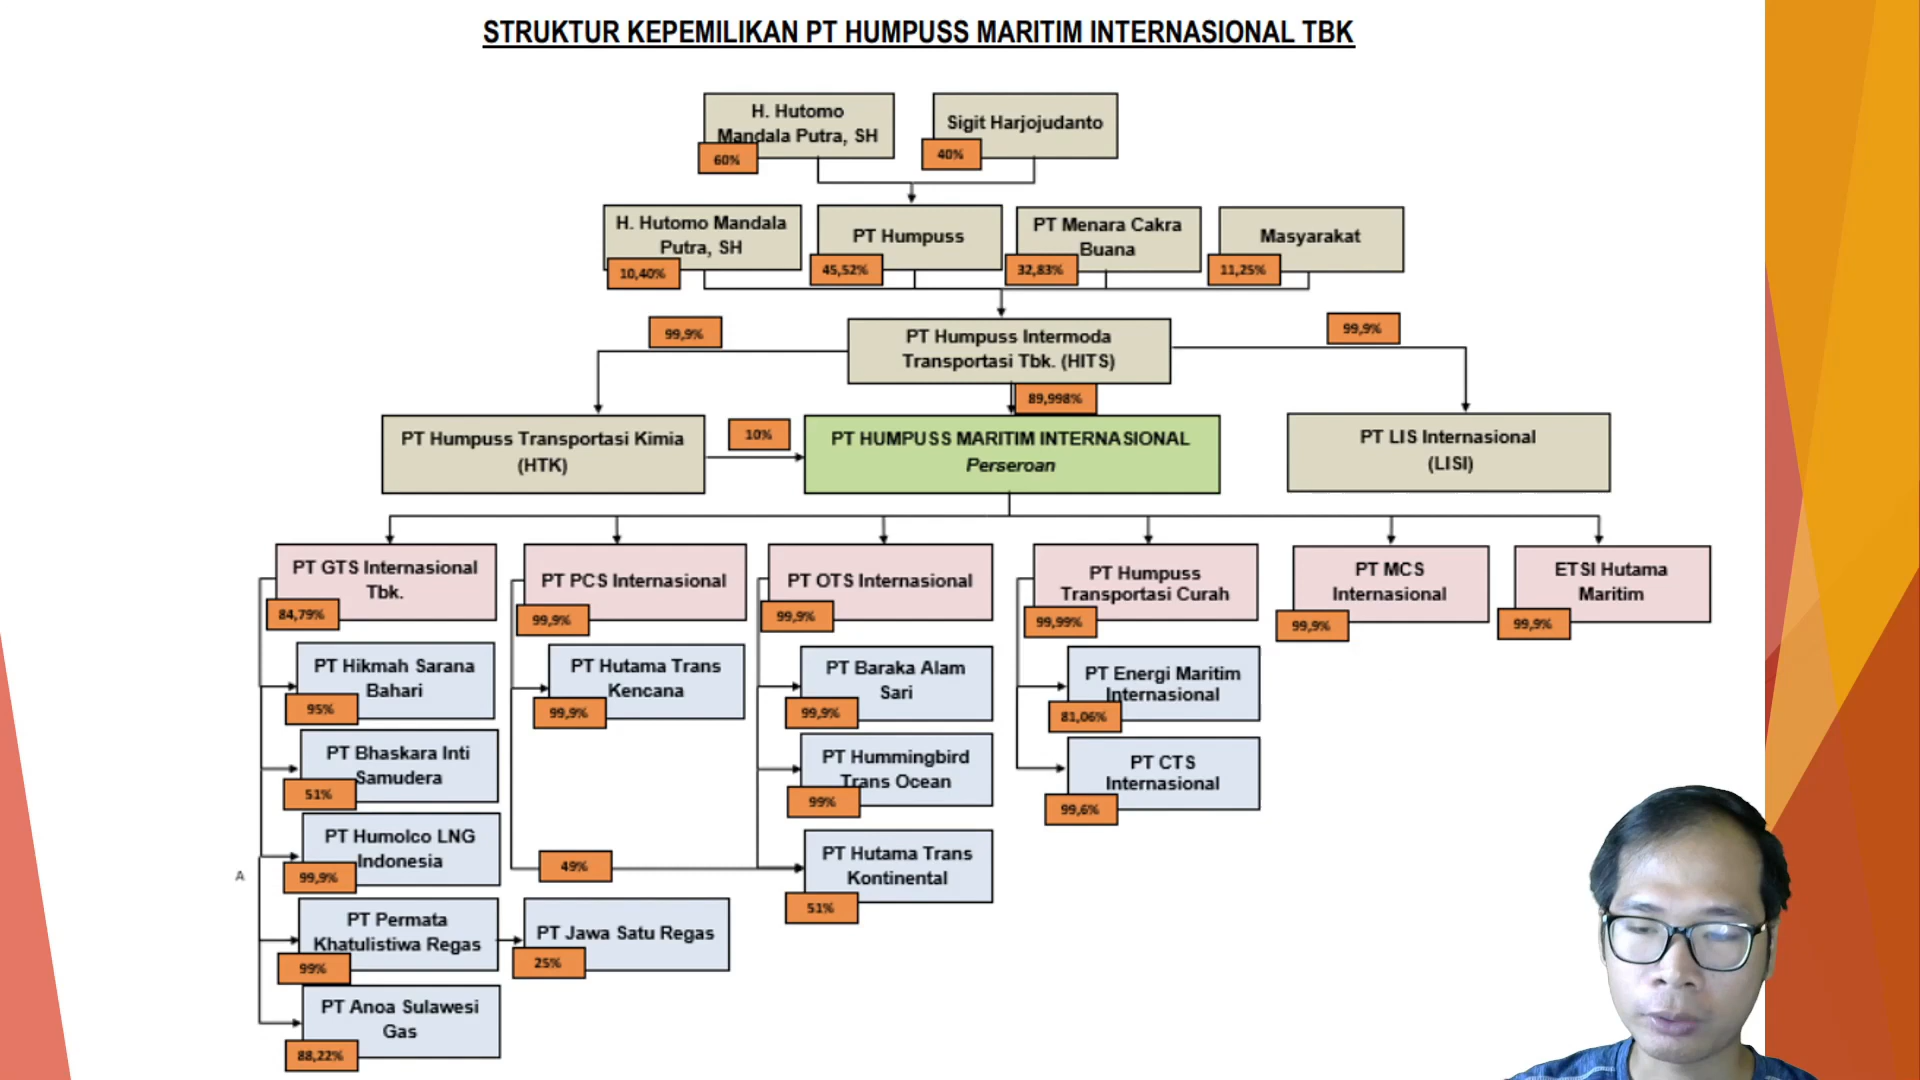 STRUKTUR KEPEMILIKAN PT HUMPUSS MARITIM INTERNASIONAL TBK
H. Hutomo
Mandala Putra, SH
60%
Sigit Harjojudanto
40%
H. Hutomo Mandala
Putra, SH
10,40%
PT Humpuss
45,52%
PT Menara Cakra
Buana
32,83%
Masyarakat
11,25%
99,9%
PT Humpuss Intermoda
Transportasi Tbk. (HITS)
99,9%
89,998%
PT Humpuss Transportasi Kimia
(HTK)
10%
PT HUMPUSS MARITIM INTERNASIONAL
Perseroan
PT LIS Internasional
(LISI)
PT GTS Internasional
Tbk.
84,79%
PT PCS Internasional
99,9%
PT OTS Internasional
99,9%
PT Humpuss
Transportasi Curah
99,99%
PT MCS
Internasional
99,9%
ETSI Hutama
Maritim
99,9%
PT Hikmah Sarana
Bahari
95%
PT Hutama Trans
Kencana
99,9%
PT Baraka Alam
Sari
99,9%
PT Energi Maritim
Internasional
81,06%
PT Bhaskara Inti
Samudera
51%
PT Hummingbird
Trans Ocean
99%
PT CTS
Internasional
99,6%
PT Humolco LNG
Indonesia
99,9%
49%
PT Hutama Trans
Kontinental
51%
A
PT Permata
Khatulistiwa Regas
99%
PT Jawa Satu Regas
25%
PT Anoa Sulawesi
Gas
88,22%